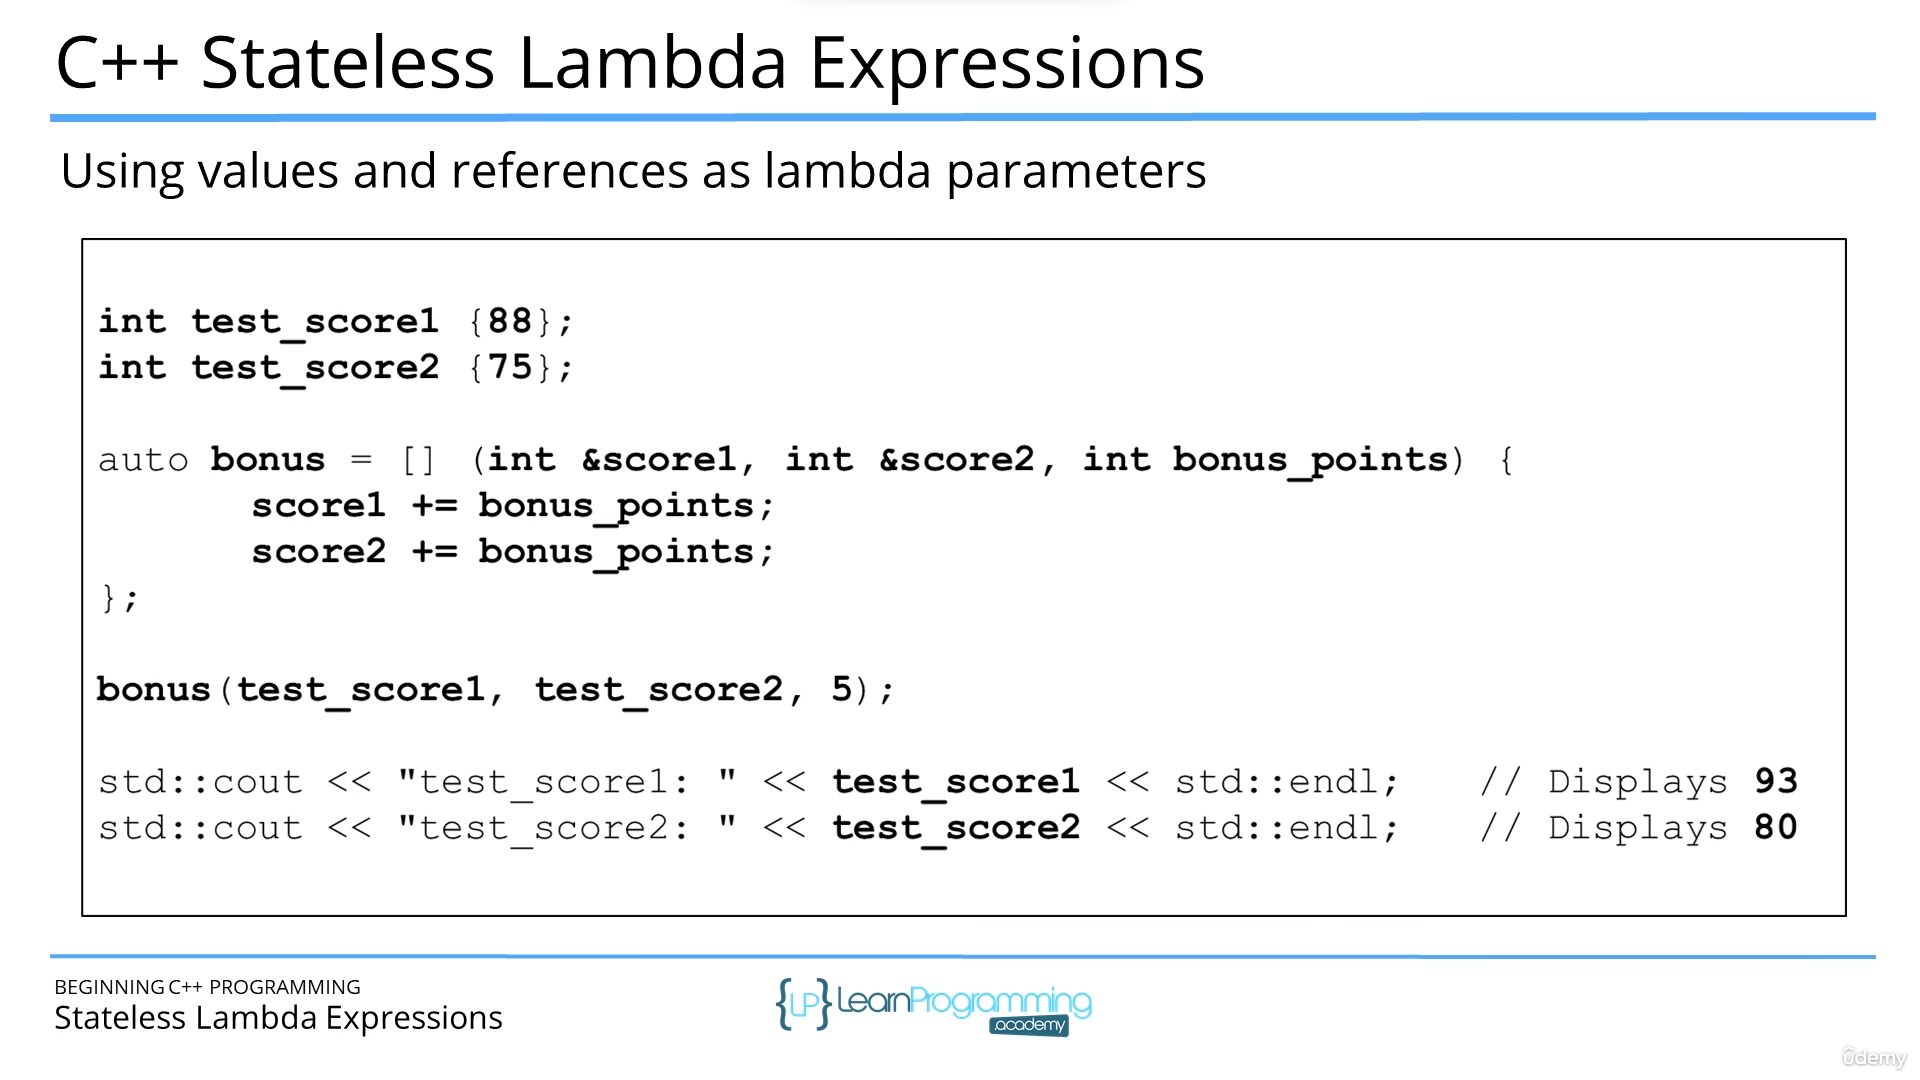 C++ Stateless Lambda Expressions
Using values and references as lambda parameters
int test_score1 {88};
int test_score2 {75};
auto bonus = [] (int &score1, int &score2, int bonus_points) {
score1 += bonus_points;
score2 += bonus_points;
};
bonus(test_score1, test_score2, 5);
std::cout << "test_score1: " << test_score1 << std::endl; // Displays 93
std::cout << "test_score2: " << test_score2 << std::endl; // Displays 80
BEGINNING C++ PROGRAMMING
Stateless Lambda Expressions
{LP} LearnProgramming
academy
ûdemy